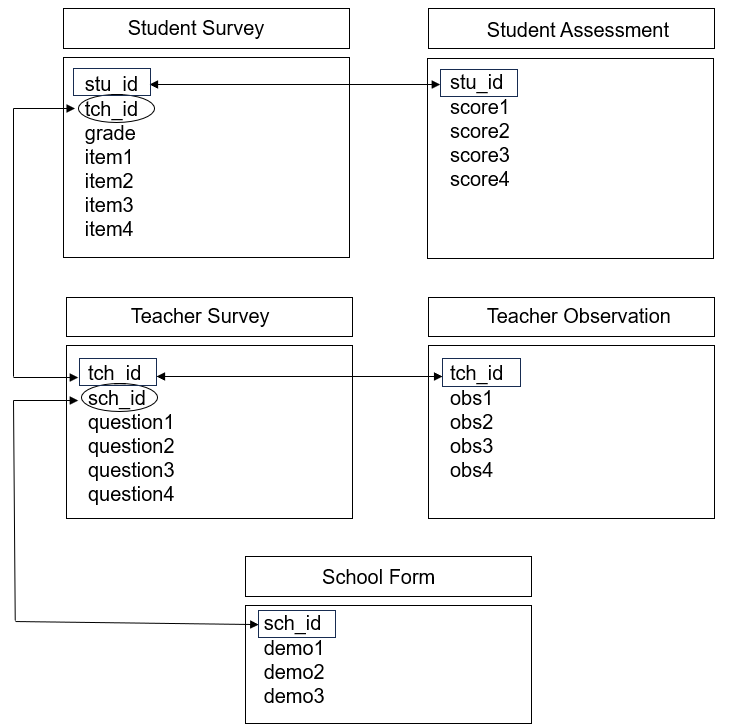 Student Survey
stu_id
tch_id
grade
item1
item2
item3
item4
Student Assessment
stu_id
score1
score2
score3
score4
Teacher Survey
tch_id
sch_id
question1
question2
question3
question4
Teacher Observation
tch_id
obs1
obs2
obs3
obs4
School Form
sch_id
demo1
demo2
demo3